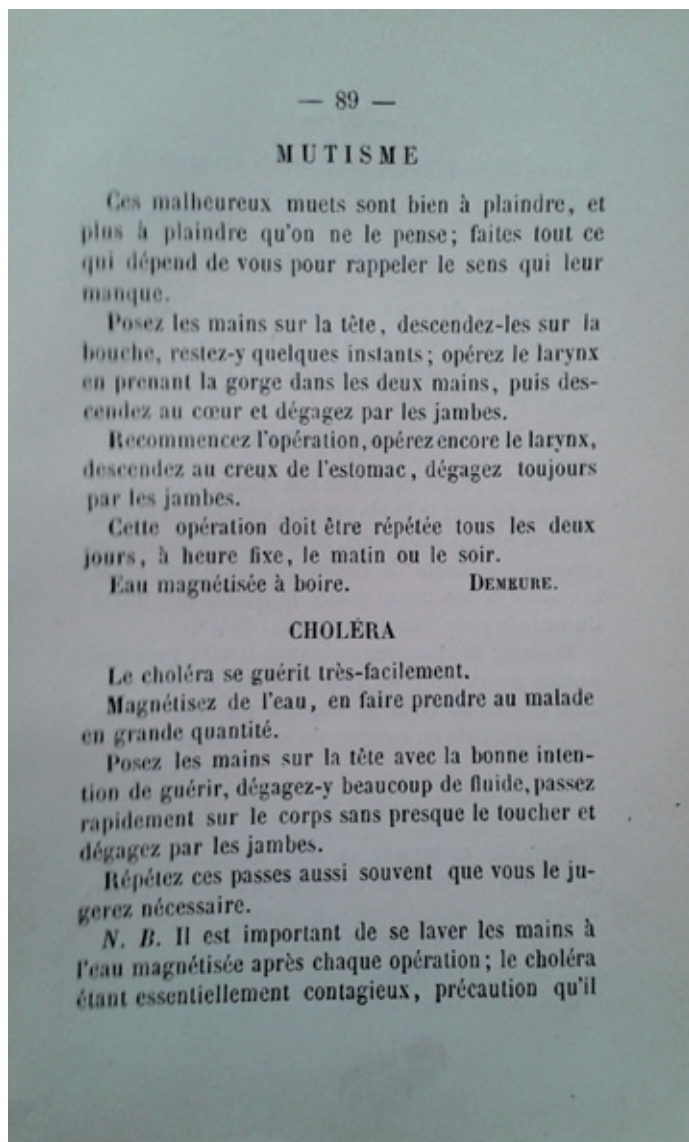 — 89 —
MUTISME
Ces malheureux muets sont bien à plaindre, et
plus à plaindre qu'on ne le pense; faites tout ce
qui dépend de vous pour rappeler le sens qui leur
manque.
Posez les mains sur la tête, descendez-les sur la
bouche, restez-y quelques instants; opérez le larynx
en prenant la gorge dans les deux mains, puis des-
cendez au cœur et dégagez par les jambes.
Recommencez l'opération, opérez encore le larynx,
descendez au creux de l'estomac, dégagez toujours
par les jambes.
Cette opération doit être répétée tous les deux
jours, à heure fixe, le matin ou le soir.
Eau magnétisée à boire. DEMEURE.
CHOLÉRA
Le choléra se guérit très-facilement.
Magnétisez de l'eau, en faire prendre au malade
en grande quantité.
Posez les mains sur la tête avec la bonne inten-
tion de guérir, dégagez-y beaucoup de fluide, passez
rapidement sur le corps sans presque le toucher et
dégagez par les jambes.
Répétez ces passes aussi souvent que vous le ju-
gerez nécessaire.
N. B. Il est important de se laver les mains à
l'eau magnétisée après chaque opération; le choléra
étant essentiellement contagieux, précaution qu'il